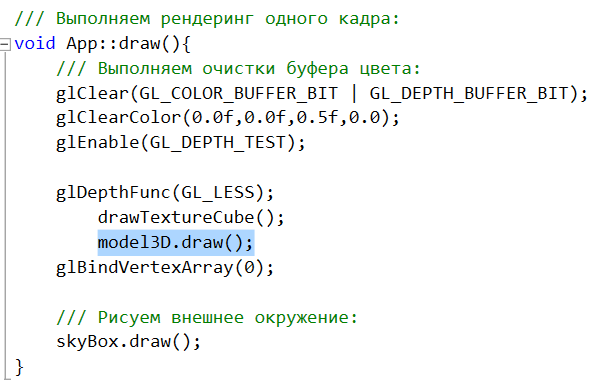 /// Выполняем рендеринг одного кадра:
void App::draw(){
/// Выполняем очистки буфера цвета:
glClear(GL_COLOR_BUFFER_BIT | GL_DEPTH_BUFFER_BIT);
glClearColor(0.0f,0.0f,0.5f,0.0);
glEnable(GL_DEPTH_TEST);
glDepthFunc(GL_LESS);
drawTextureCube();
model3D.draw();
glBindVertexArray(0);
/// Рисуем внешнее окружение:
skyBox.draw();
}